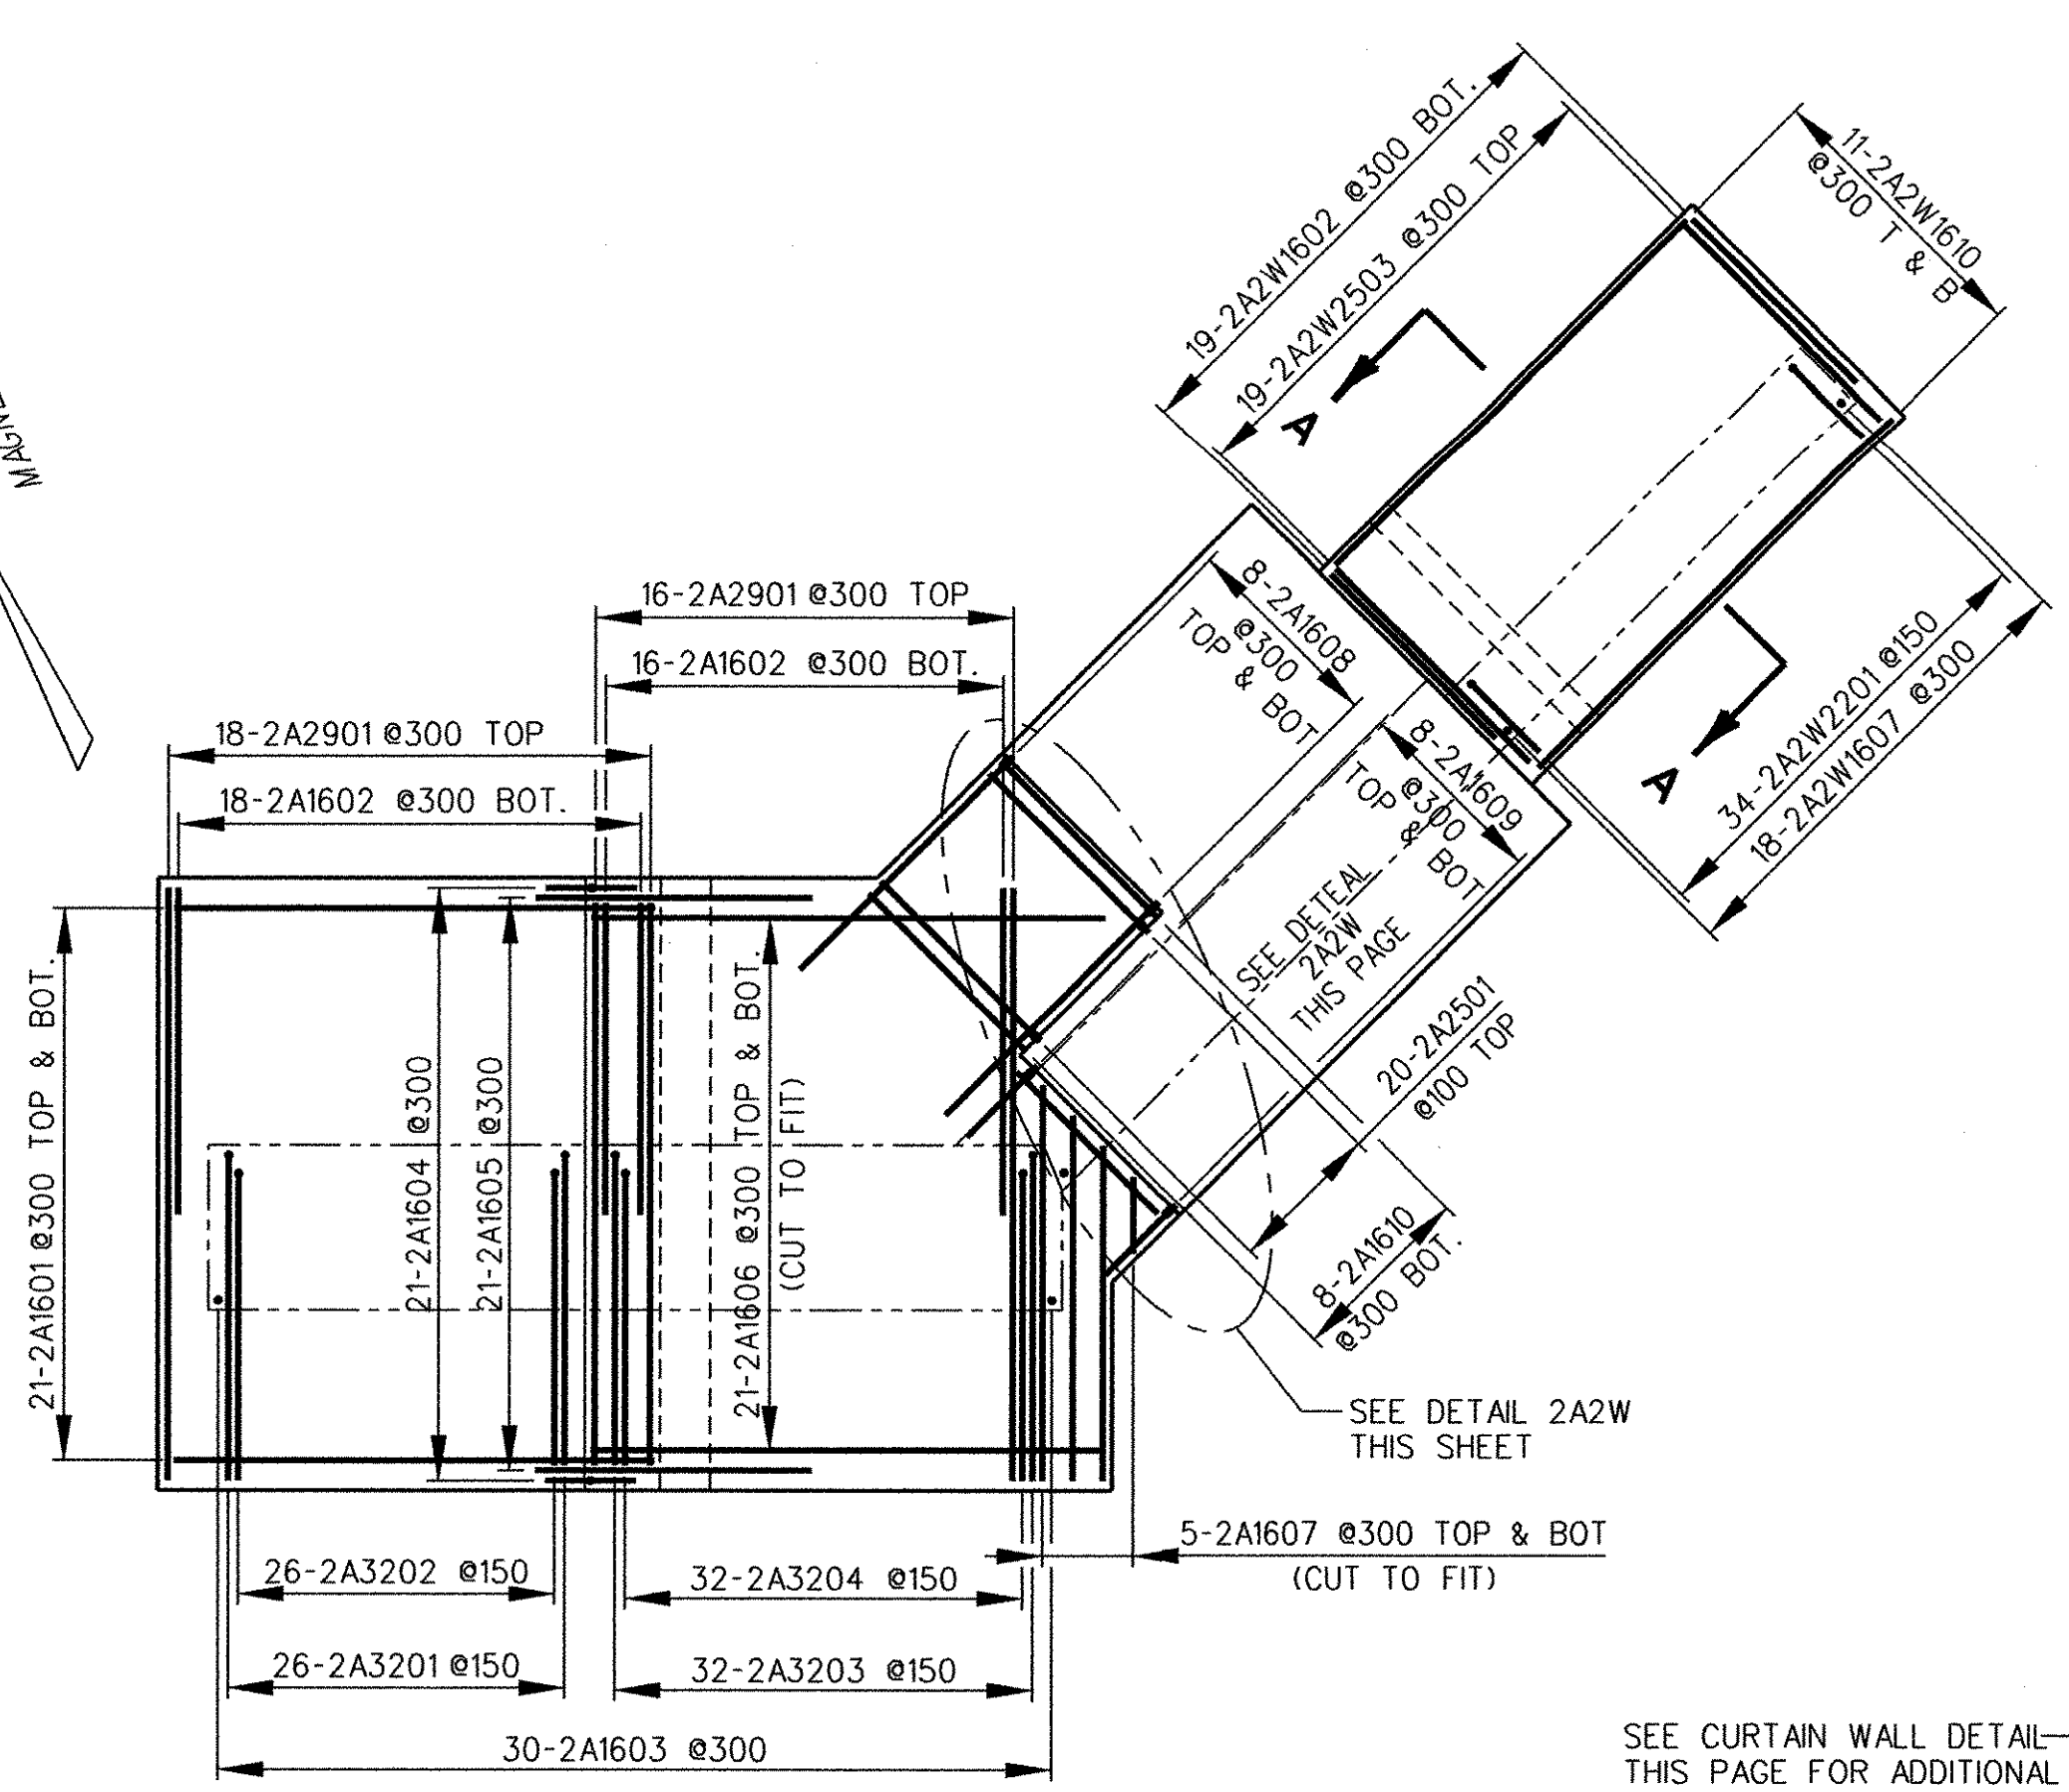 19-2A2W1602 @300 BOT.
19-2A2W2503 @300 TOP
11-2A2W1610
@300 T & B
A
A
34-2A2W2201 @150
18-2A2W1607 @300
16-2A2901 @300 TOP
16-2A1602 @300 BOT.
18-2A2901 @300 TOP
18-2A1602 @300 BOT.
8-2A1608
@300
TOP & BOT
8-2A1609
@300
TOP & BOT
SEE DETEAL
2A2W
THIS PAGE
20-2A2501
@100 TOP
8-2A1610
@300 BOT.
21-2A1601 @300 TOP & BOT.
21-2A1604 @300
21-2A1605 @300
21-2A1606 @300 TOP & BOT.
(CUT TO FIT)
SEE DETAIL 2A2W
THIS SHEET
5-2A1607 @300 TOP & BOT
(CUT TO FIT)
26-2A3202 @150
32-2A3204 @150
26-2A3201 @150
32-2A3203 @150
30-2A1603 @300
SEE CURTAIN WALL DETAIL
THIS PAGE FOR ADDITIONAL